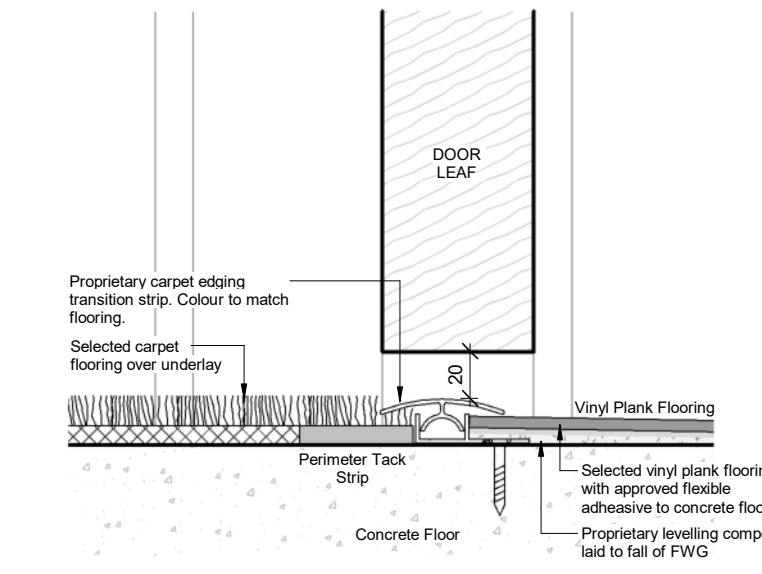 DOOR
LEAF
Proprietary carpet edging
transition strip. Colour to match
flooring.
Selected carpet
flooring over underlay
20
Vinyl Plank Flooring
Perimeter Tack
Strip
Selected vinyl plank
with approved flexible
adheasive to concrete
Concrete Floor
Proprietary levelling
laid to fall of FWG